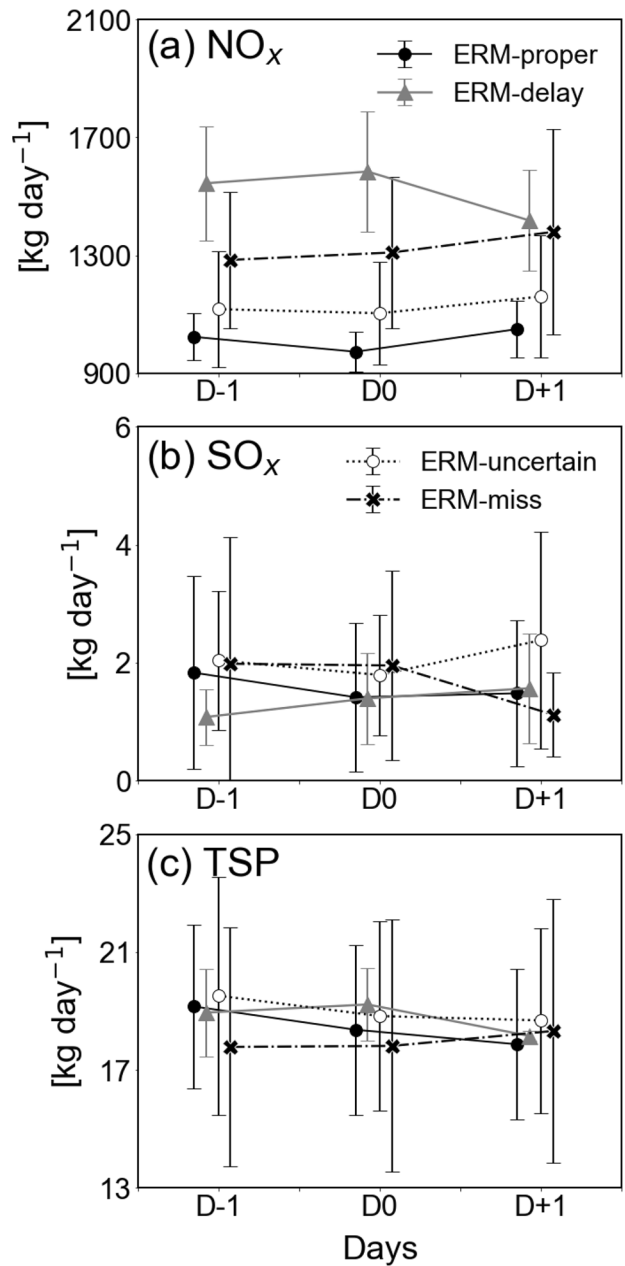 2100
(a) NOx
ERM-proper
ERM-delay
1700
1300
900
[kg day−1]
D-1 D0 D+1
6
(b) SOx
ERM-uncertain
ERM-miss
4
2
0
[kg day−1]
D-1 D0 D+1
25
(c) TSP
21
17
13
[kg day−1]
D-1 D0 D+1
Days